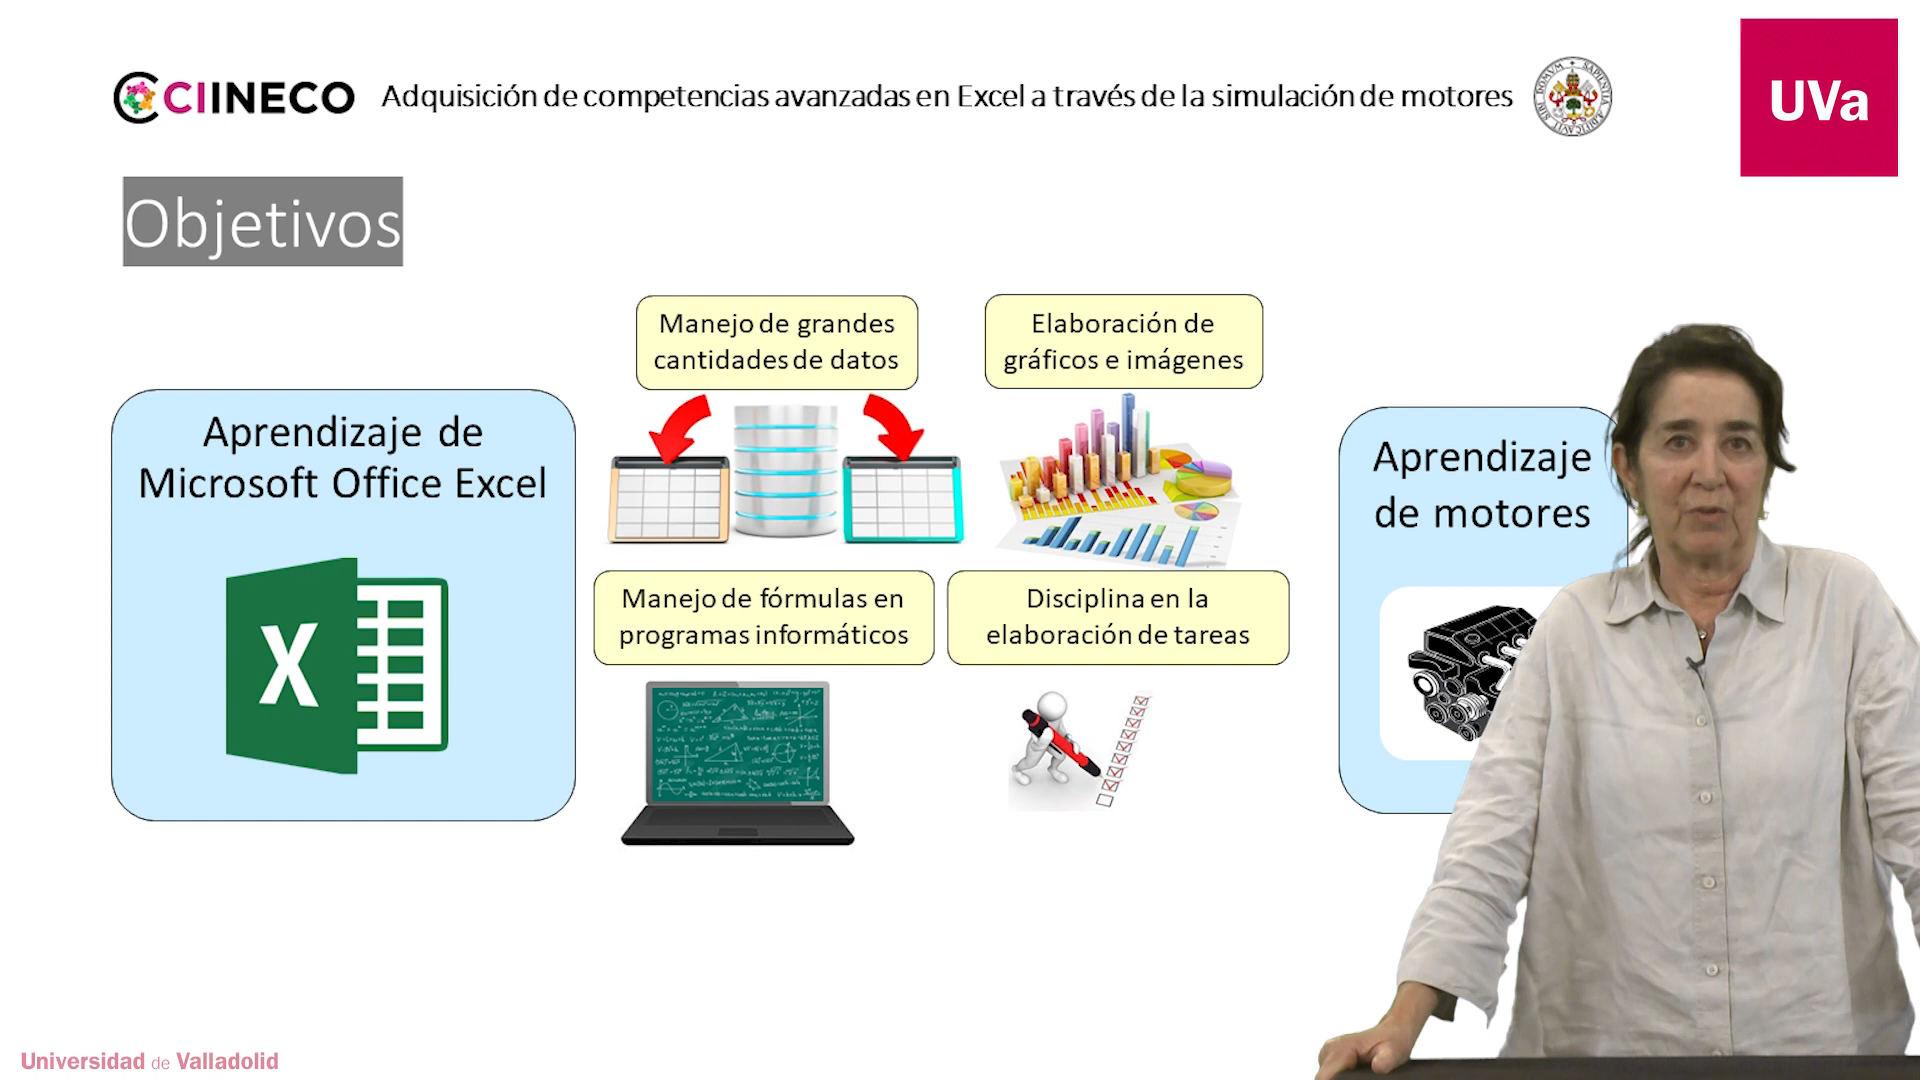 CIINECO
Adquisición de competencias avanzadas en Excel a través de la simulación de motores
UVa
Objetivos
Manejo de grandes
cantidades de datos
Elaboración de
gráficos e imágenes
Aprendizaje de
Microsoft Office Excel
X
Aprendizaje
de motores
Manejo de fórmulas en
programas informáticos
Disciplina en la
elaboración de tareas
Universidad de Valladolid